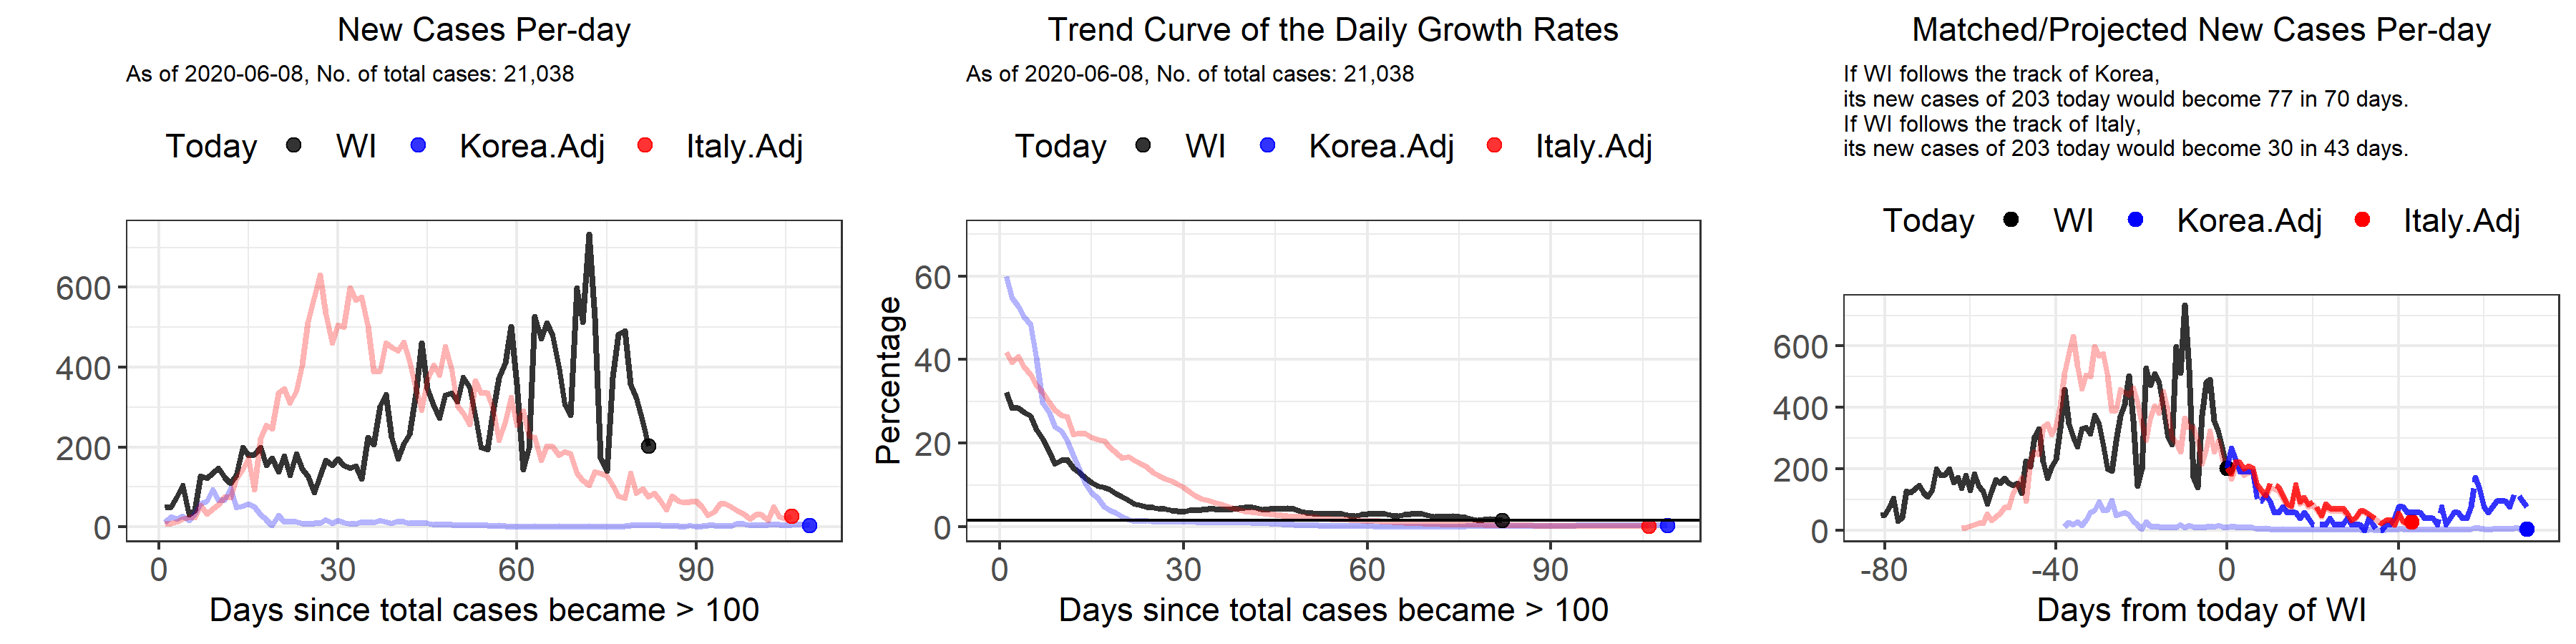 New Cases Per-day
As of 2020-06-08, No. of total cases: 21,038
Today WI Korea.Adj Italy.Adj
600
400
200
0
0 30 60 90
Days since total cases became > 100
Trend Curve of the Daily Growth Rates
As of 2020-06-08, No. of total cases: 21,038
Today WI Korea.Adj Italy.Adj
Percentage
60
40
20
0
0 30 60 90
Days since total cases became > 100
Matched/Projected New Cases Per-day
If WI follows the track of Korea,
its new cases of 203 today would become 77 in 70 days.
If WI follows the track of Italy,
its new cases of 203 today would become 30 in 43 days.
Today WI Korea.Adj Italy.Adj
600
400
200
0
-80 -40 0 40
Days from today of WI